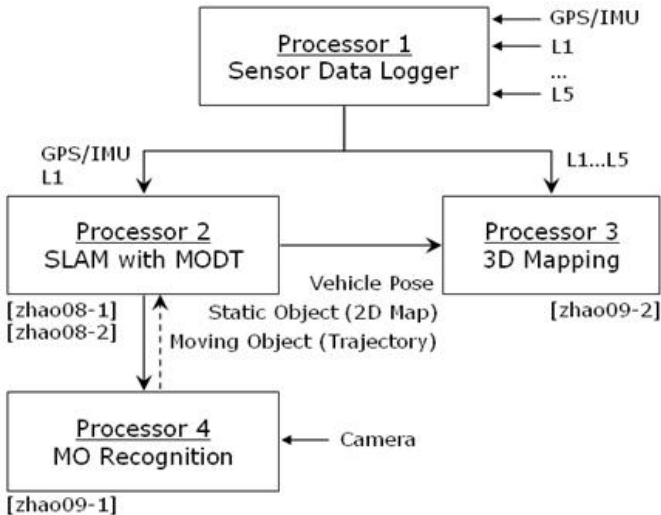 Processor 1
Sensor Data Logger
GPS/IMU
L1
...
L5
GPS/IMU
L1
L1...L5
Processor 2
SLAM with MODT
Processor 3
3D Mapping
[zhao08-1]
[zhao08-2]
Vehicle Pose
Static Object (2D Map)
Moving Object (Trajectory)
[zhao09-2]
Processor 4
MO Recognition
Camera
[zhao09-1]